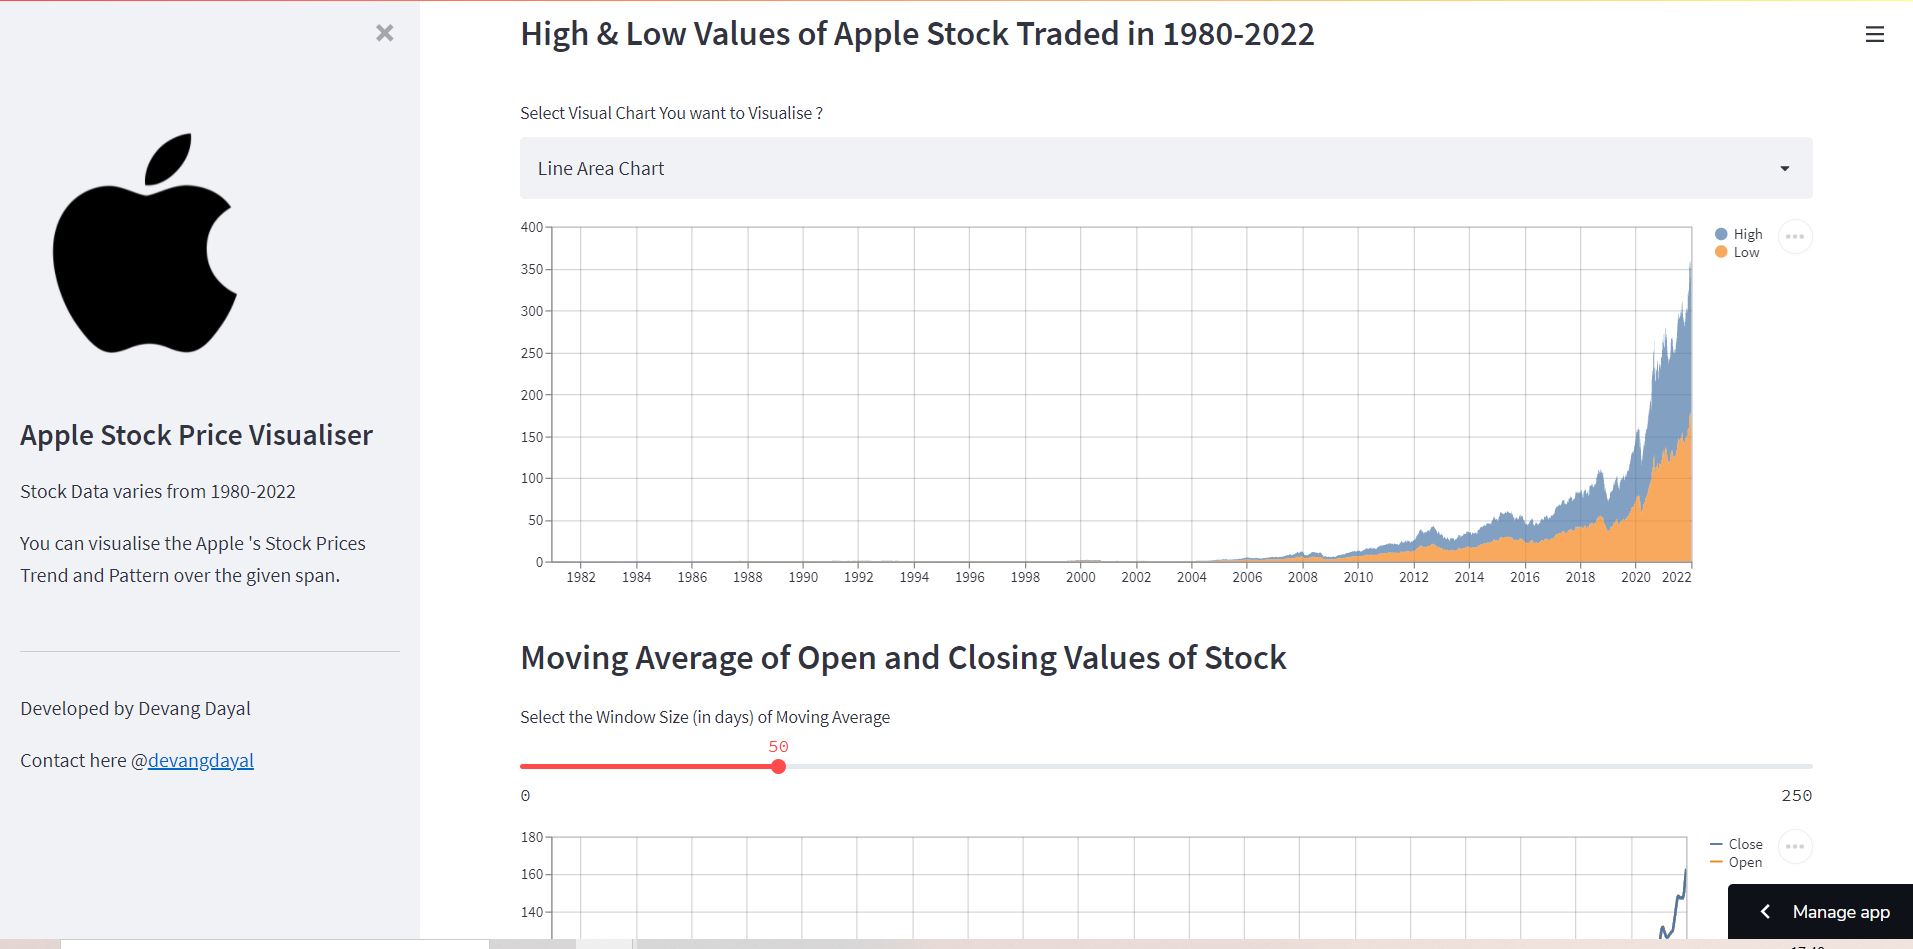 ×
Apple Stock Price Visualiser
Stock Data varies from 1980-2022
You can visualise the Apple 's Stock Prices
Trend and Pattern over the given span.
Developed by Devang Dayal
Contact here @devangdayal
High & Low Values of Apple Stock Traded in 1980-2022
Select Visual Chart You want to Visualise ?
Line Area Chart
400
350
300
250
200
150
100
50
0
1982 1984 1986 1988 1990 1992 1994 1996 1998 2000 2002 2004 2006 2008 2010 2012 2014 2016 2018 2020 2022
High
Low
Moving Average of Open and Closing Values of Stock
Select the Window Size (in days) of Moving Average
50
0 250
180
160
140
Close
Open
Manage app